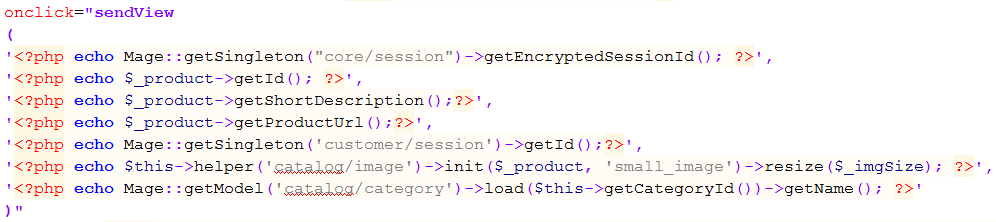 onclick="sendView
(
'<?php echo Mage::getSingleton("core/session")->getEncryptedSessionId(); ?>',
'<?php echo $_product->getId(); ?>',
'<?php echo $_product->getShortDescription();?>',
'<?php echo $_product->getProductUrl();?>',
'<?php echo Mage::getSingleton('customer/session')->getId();?>',
'<?php echo $this->helper('catalog/image')->init($_product, 'small_image')->resize($_imgSize); ?>',
'<?php echo Mage::getModel('catalog/category')->load($this->getCategoryId())->getName(); ?>'
)"